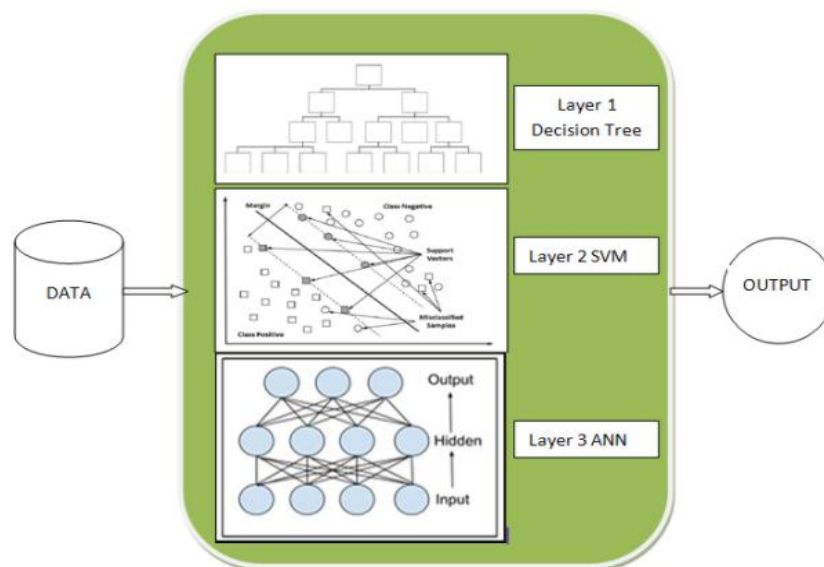 DATA
Layer 1
Decision Tree
Margin
Class Negative
Support
Vectors
Misclassified
Samples
Class Positive
Layer 2 SVM
Output
Hidden
Input
Layer 3 ANN
OUTPUT